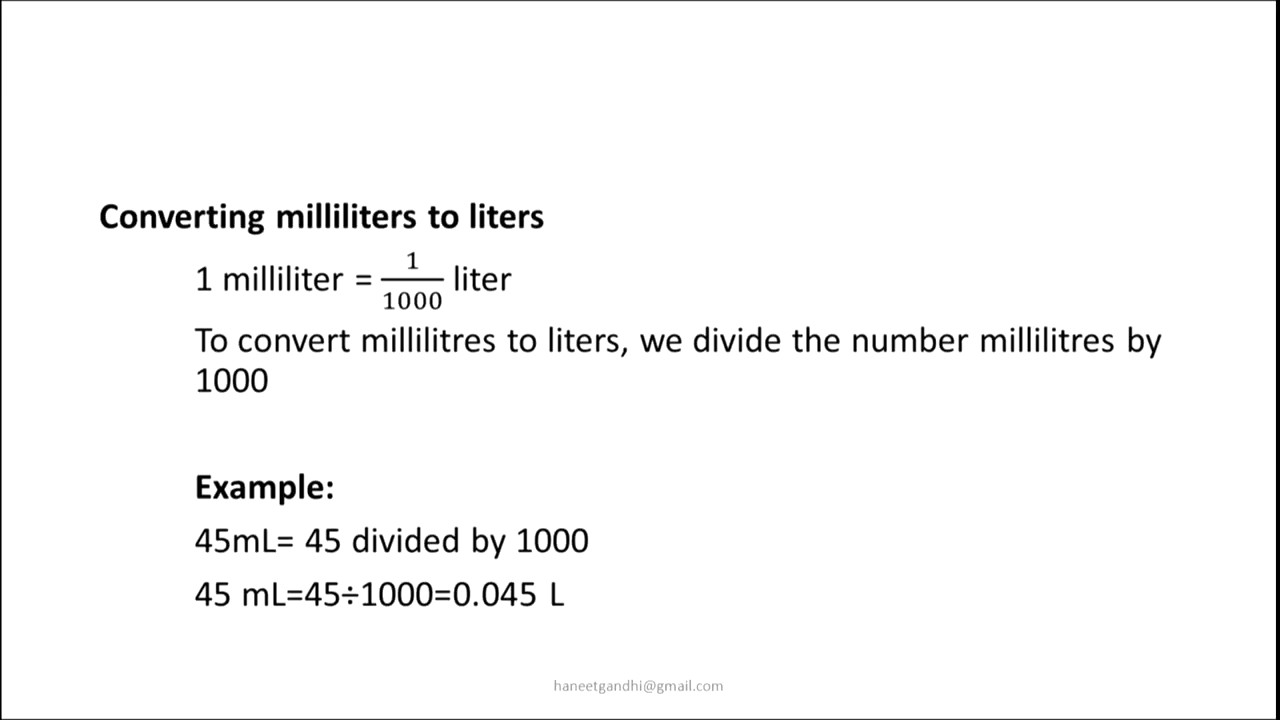 Converting milliliters to liters
1 milliliter = 1/1000 liter
To convert millilitres to liters, we divide the number millilitres by
1000
Example:
45mL= 45 divided by 1000
45 mL=45÷1000=0.045 L
haneetgandhi@gmail.com